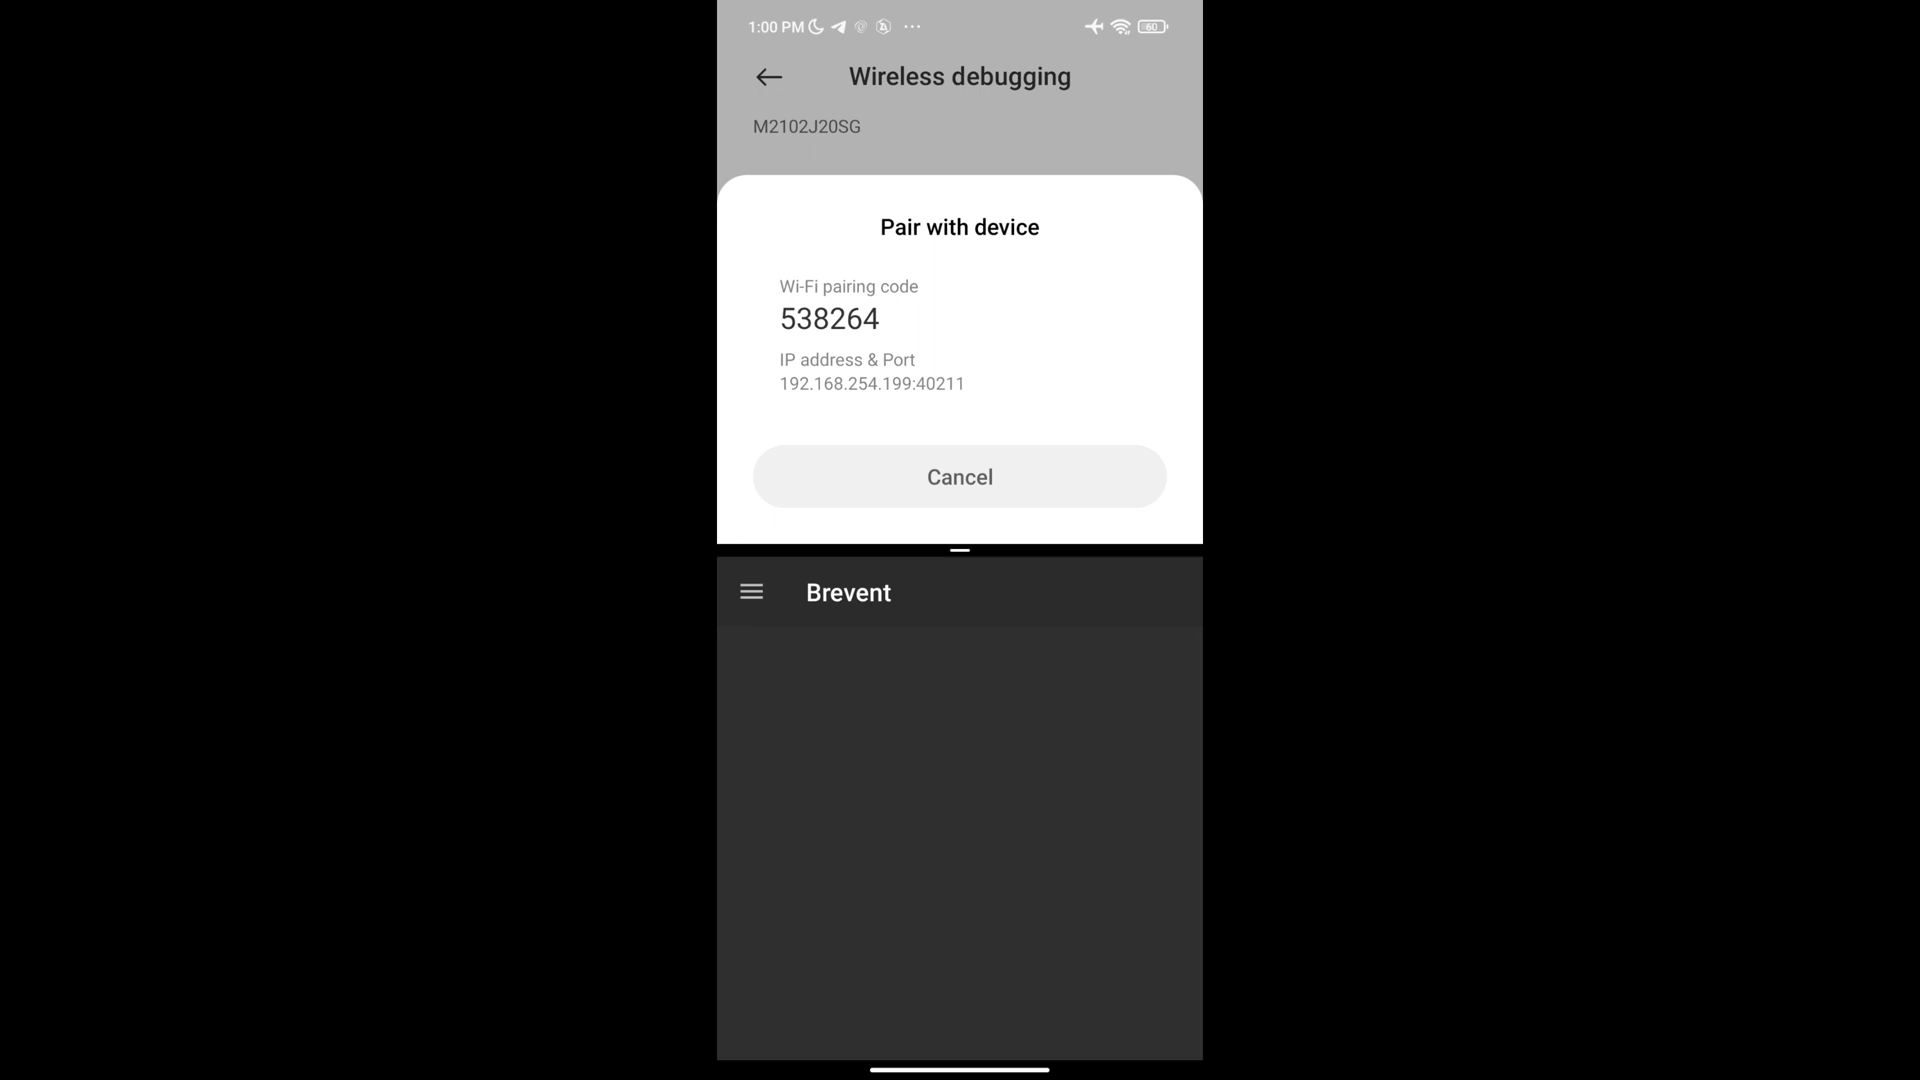 1:00 PM
60
Wireless debugging
M2102J20SG
Pair with device
Wi-Fi pairing code
538264
IP address & Port
192.168.254.199:40211
Cancel
Brevent